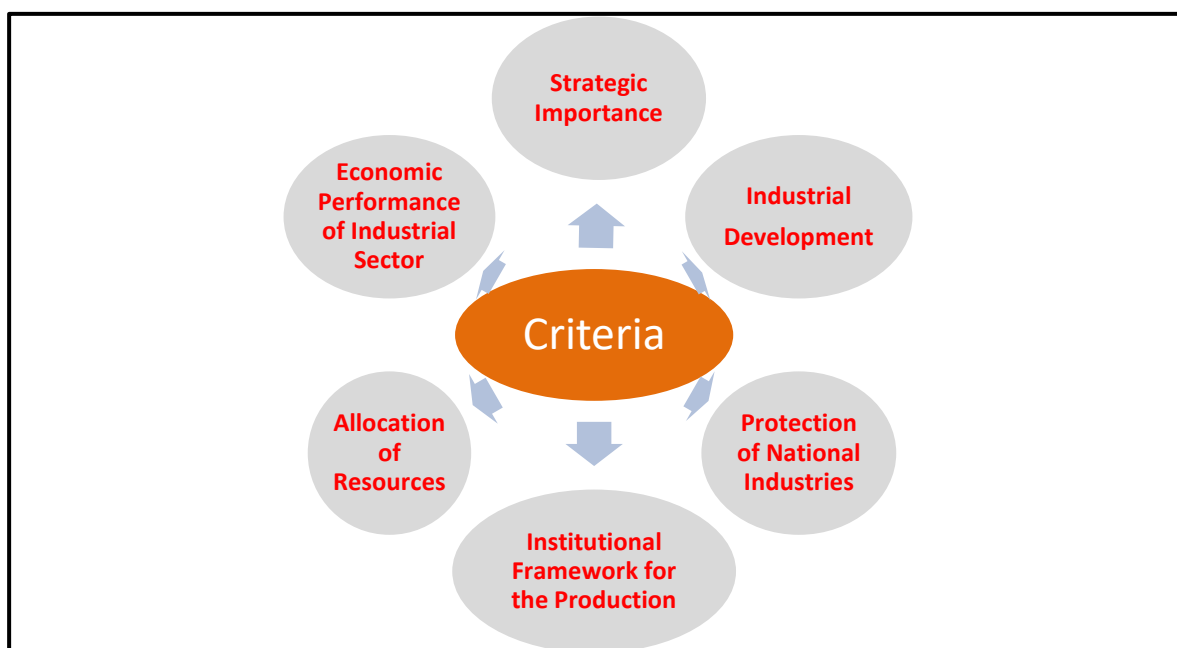 Strategic
Importance
Economic
Performance
of Industrial
Sector
Industrial
Development
Criteria
Allocation
of
Resources
Protection
of National
Industries
Institutional
Framework for
the Production